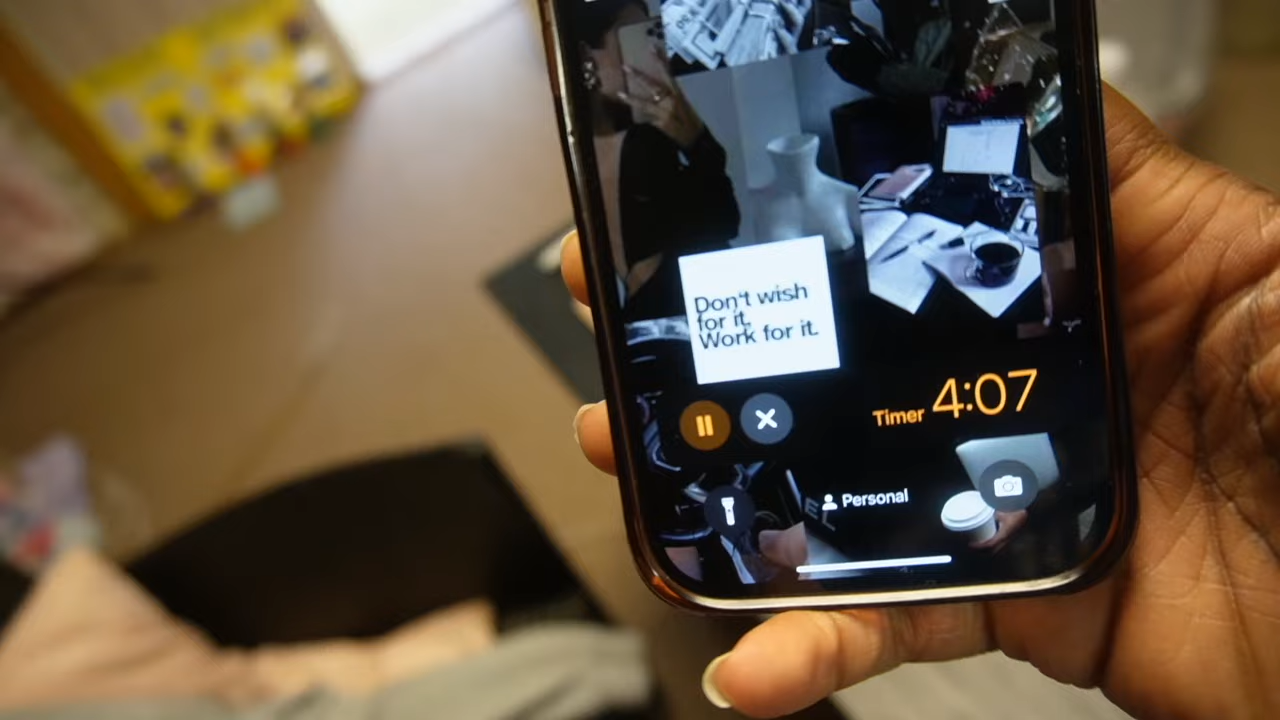 Don't wish
for it.
Work for it.
Timer 4:07
Personal